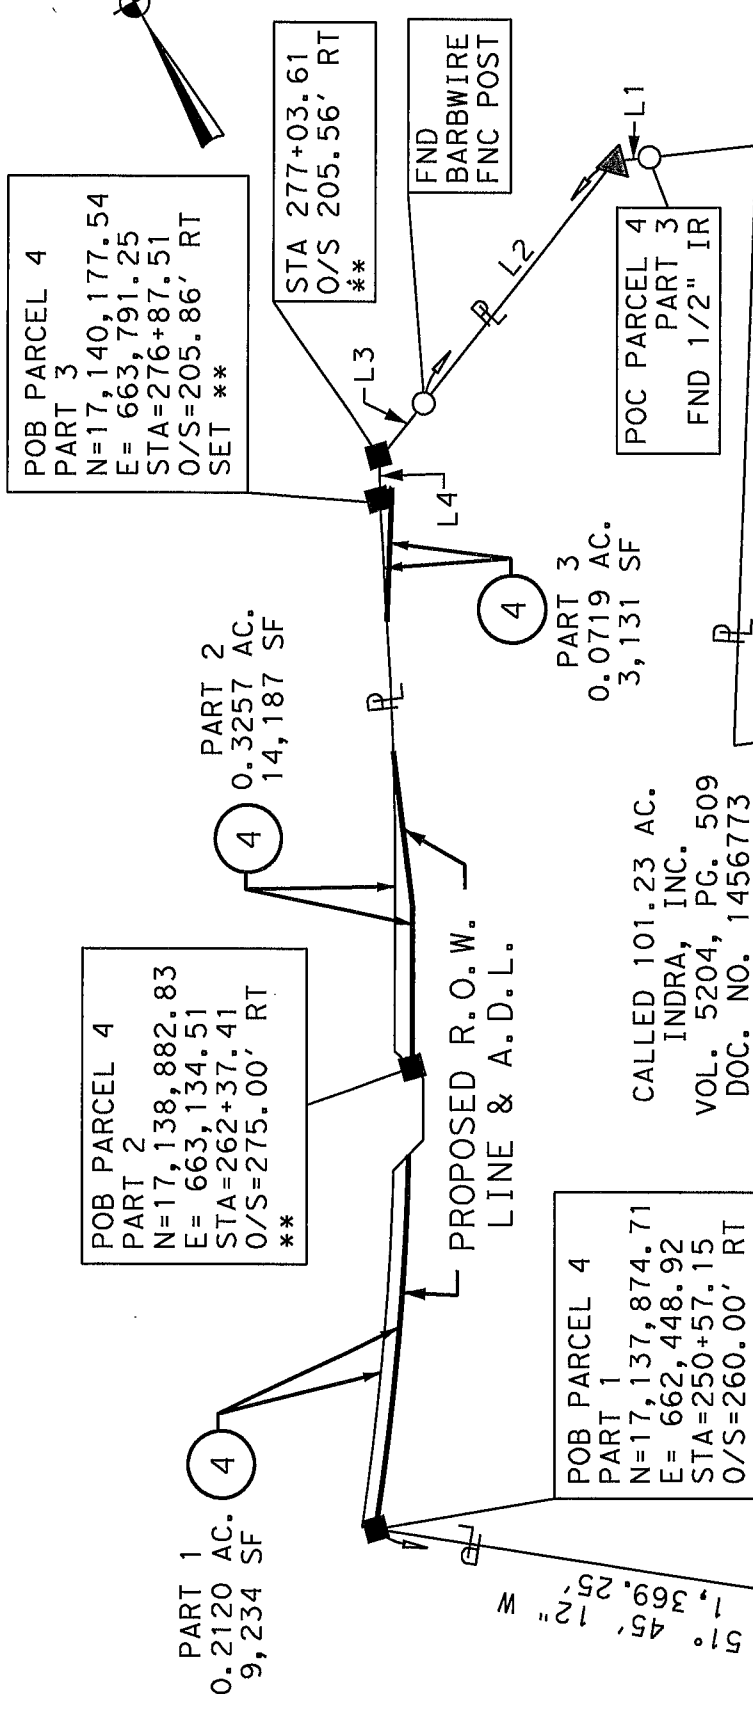 POB PARCEL 4
PART 3
N=17,140,177.54
E= 663,791.25
STA=276+87.51
O/S=205.86' RT
SET **
STA 277+03.61
O/S 205.56' RT
**
FND
BARBWIRE
FNC POST
L1
L2
L3
L4
POC PARCEL 4
PART 3
FND 1/2" IR
4
PART 3
0.0719 AC.
3,131 SF
PL
PL
PL
PART 2
0.3257 AC.
14,187 SF
4
POB PARCEL 4
PART 2
N=17,138,882.83
E= 663,134.51
STA=262+37.41
O/S=275.00' RT
**
PROPOSED R.O.W.
LINE & A.D.L.
CALLED 101.23 AC.
INDRA, INC.
VOL. 5204, PG. 509
DOC. NO. 1456773
PART 1
0.2120 AC.
9,234 SF
4
POB PARCEL 4
PART 1
N=17,137,874.71
E= 662,448.92
STA=250+57.15
O/S=260.00' RT
PL
51° 45' 12" W
1,369.25'